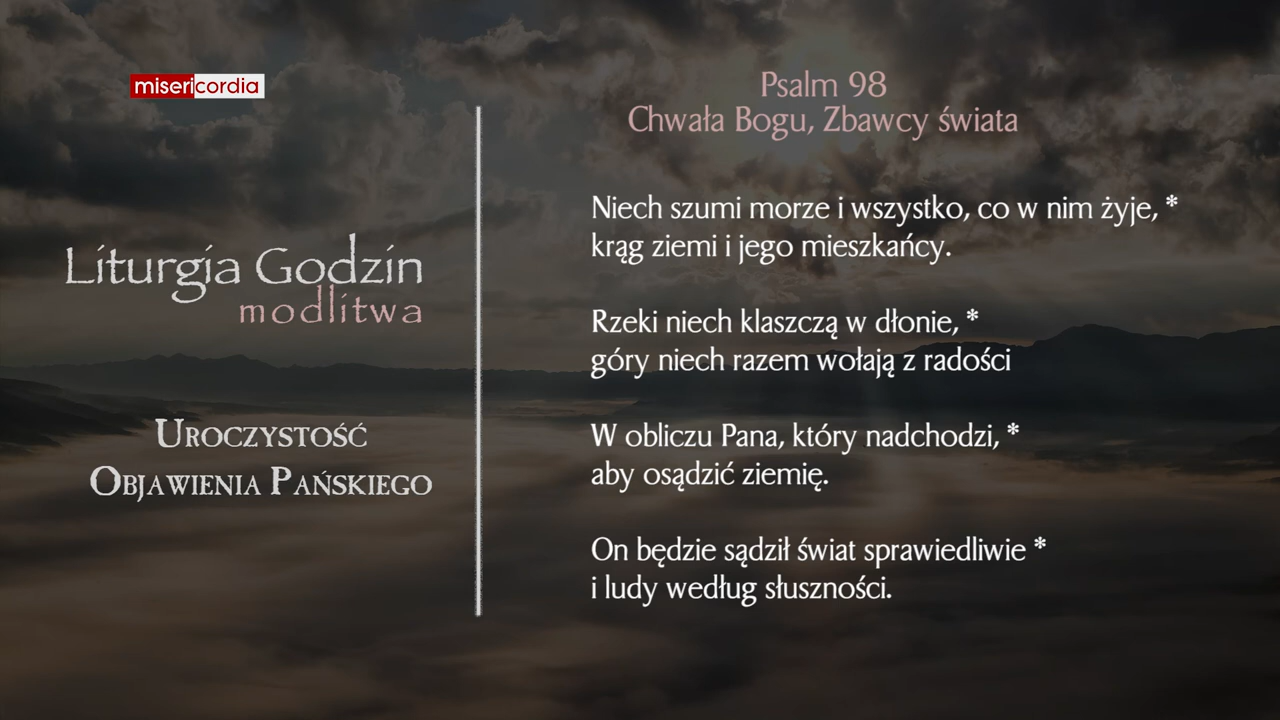 misericordia
Liturgia Godzin
modlitwa
Uroczystość
Objawienia Pańskiego
Psalm 98
Chwała Bogu, Zbawcy świata
Niech szumi morze i wszystko, co w nim żyje, *
krąg ziemi i jego mieszkańcy.
Rzeki niech klaszczą w dłonie, *
góry niech razem wołają z radości
W obliczu Pana, który nadchodzi, *
aby osądzić ziemię.
On będzie sądził świat sprawiedliwie *
i ludy według słuszności.